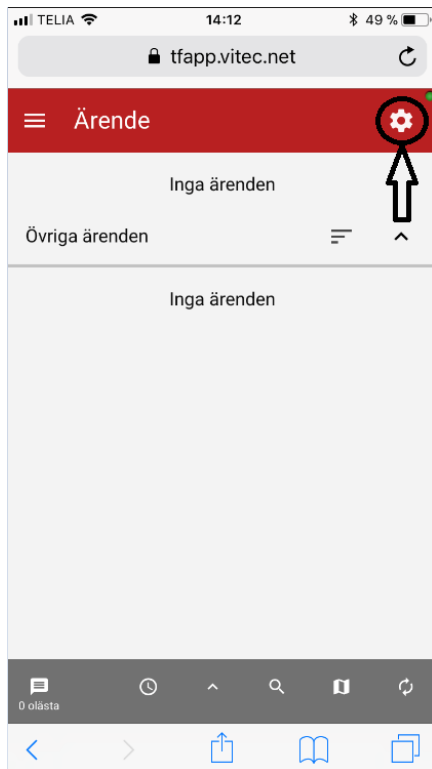 TELIA 14:12 49 %
tfapp.vitec.net
Ärende
Inga ärenden
Övriga ärenden
Inga ärenden
0 olästa